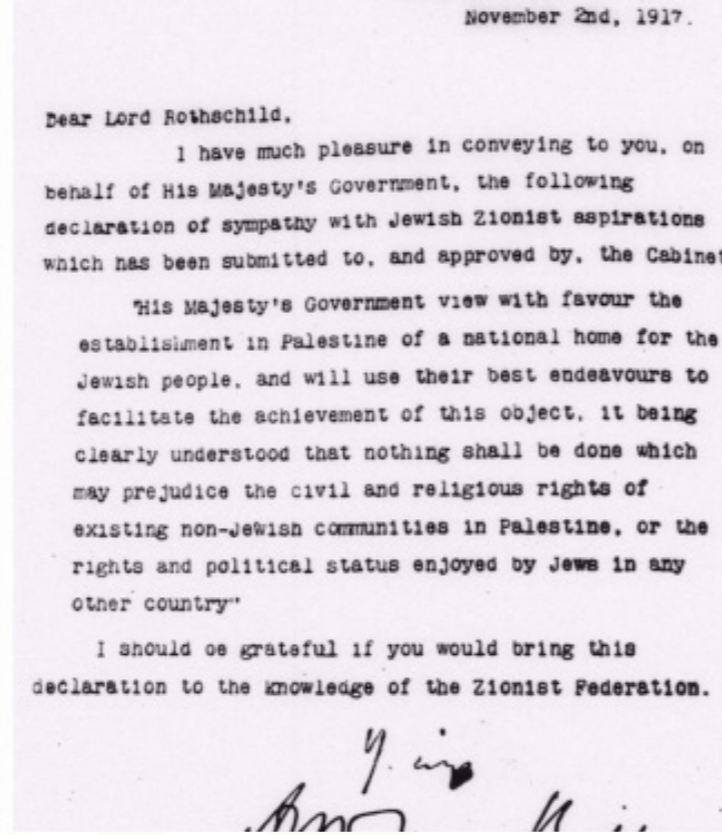 November 2nd, 1917.
Dear Lord Rothschild,
I have much pleasure in conveying to you, on
behalf of His Majesty's Government, the following
declaration of sympathy with Jewish Zionist aspirations
which has been submitted to, and approved by, the Cabinet
"His Majesty's Government view with favour the
establishment in Palestine of a national home for the
Jewish people, and will use their best endeavours to
facilitate the achievement of this object, it being
clearly understood that nothing shall be done which
may prejudice the civil and religious rights of
existing non-Jewish communities in Palestine, or the
rights and political status enjoyed by Jews in any
other country"
I should be grateful if you would bring this
declaration to the knowledge of the Zionist Federation.